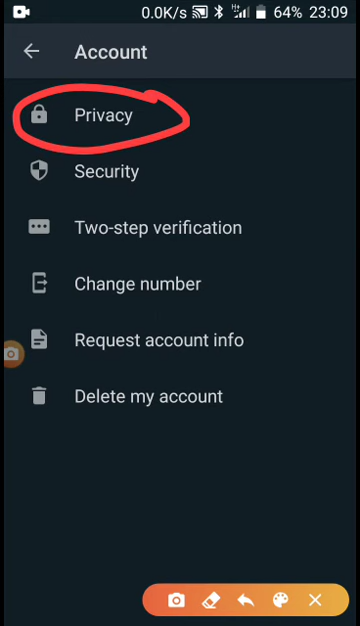 0.0K/s H+ 64% 23:09
Account
Privacy
Security
Two-step verification
Change number
Request account info
Delete my account